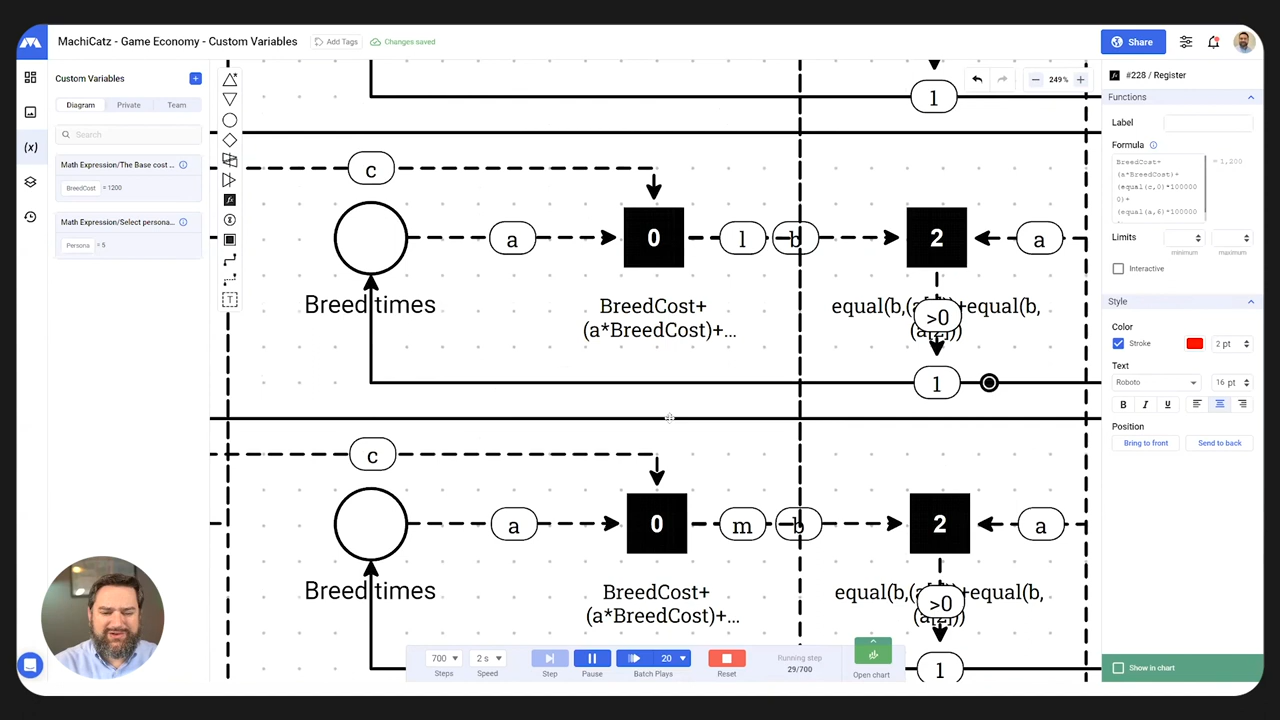 MachiCatz - Game Economy - Custom Variables
Add Tags
Changes saved
Share
Custom Variables
Diagram
Private
Team
Search
Math Expression/The Base cost ...
BreedCost = 1200
Math Expression/Select persona...
Persona = 5
249%
1
c
a
0
l
b
2
a
Breed times
BreedCost+
(a*BreedCost)+...
>0
1
c
a
0
m
b
2
a
Breed times
BreedCost+
(a*BreedCost)+...
>0
1
#228 / Register
Functions
Label
Formula
BreedCost+
(a*BreedCost)+
(equal(c,0)*100000
0)+
(equal(a,6)*100000
= 1,200
Limits
minimum
maximum
Interactive
Style
Color
Stroke
2 pt
Text
Roboto
16 pt
B
I
U
Position
Bring to front
Send to back
Show in chart
700
Steps
2 s
Speed
Step
Pause
20
Batch Plays
Reset
Running step
29/700
Open chart